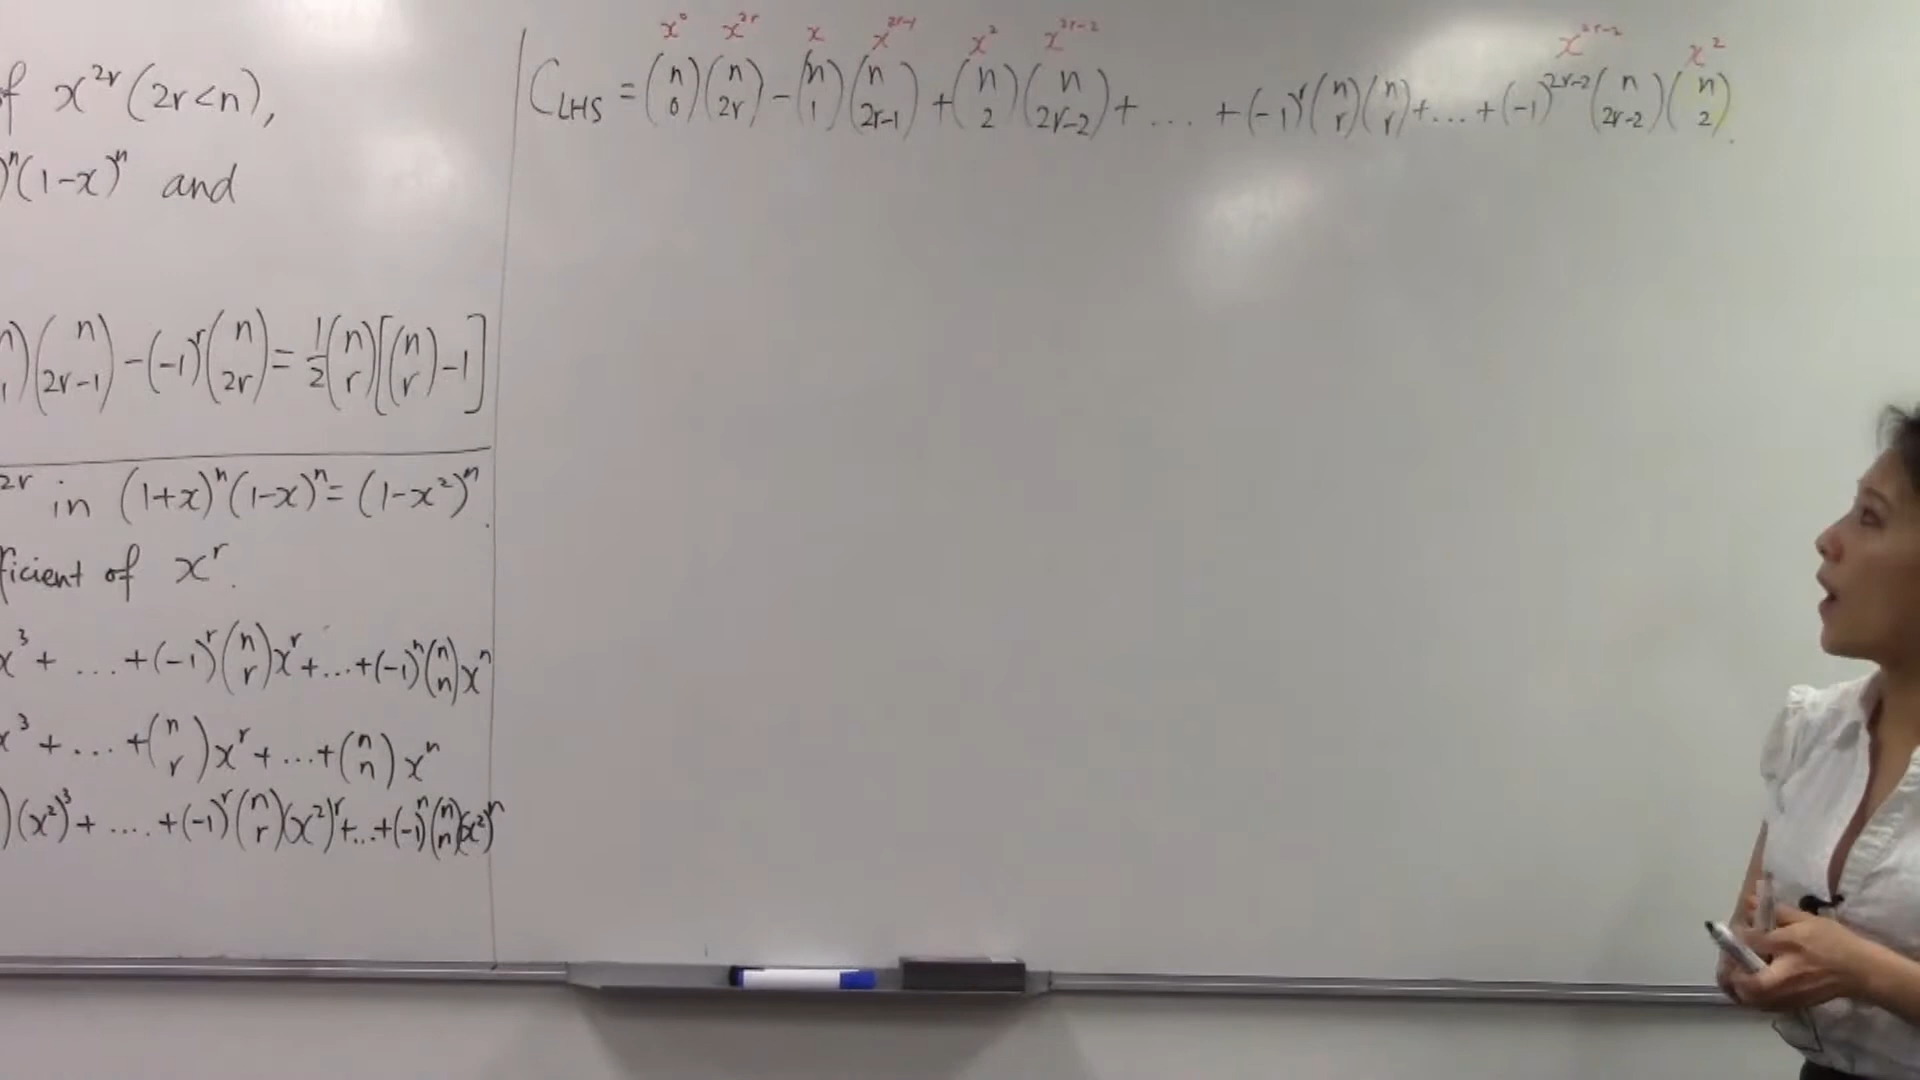 f x^{2r} (2r<n),
)^n (1-x)^n and
n) (n 2r-1) - (-1)^r (n 2r) = 1/2 (n r) [(n r) - 1]
2r in (1+x)^n (1-x)^n = (1-x^2)^n.
ficient of x^r.
x^3 + ... + (-1)^r (n r) x^r + ... + (-1)^n (n n) x^n
x^3 + ... + (n r) x^r + ... + (n n) x^n
) (x^2)^3 + .... + (-1)^r (n r) (x^2)^r + ... + (-1)^n (n n) (x^2)^n
x^0 x^{2r} x x^{2r-1} x^2 x^{2r-2} x^{2r-2} x^2
C_{LHS} = (n 0) (n 2r) - (n 1) (n 2r-1) + (n 2) (n 2r-2) + ... + (-1)^r (n r) (n r) + ... + (-1)^{2r-2} (n 2r-2) (n 2)